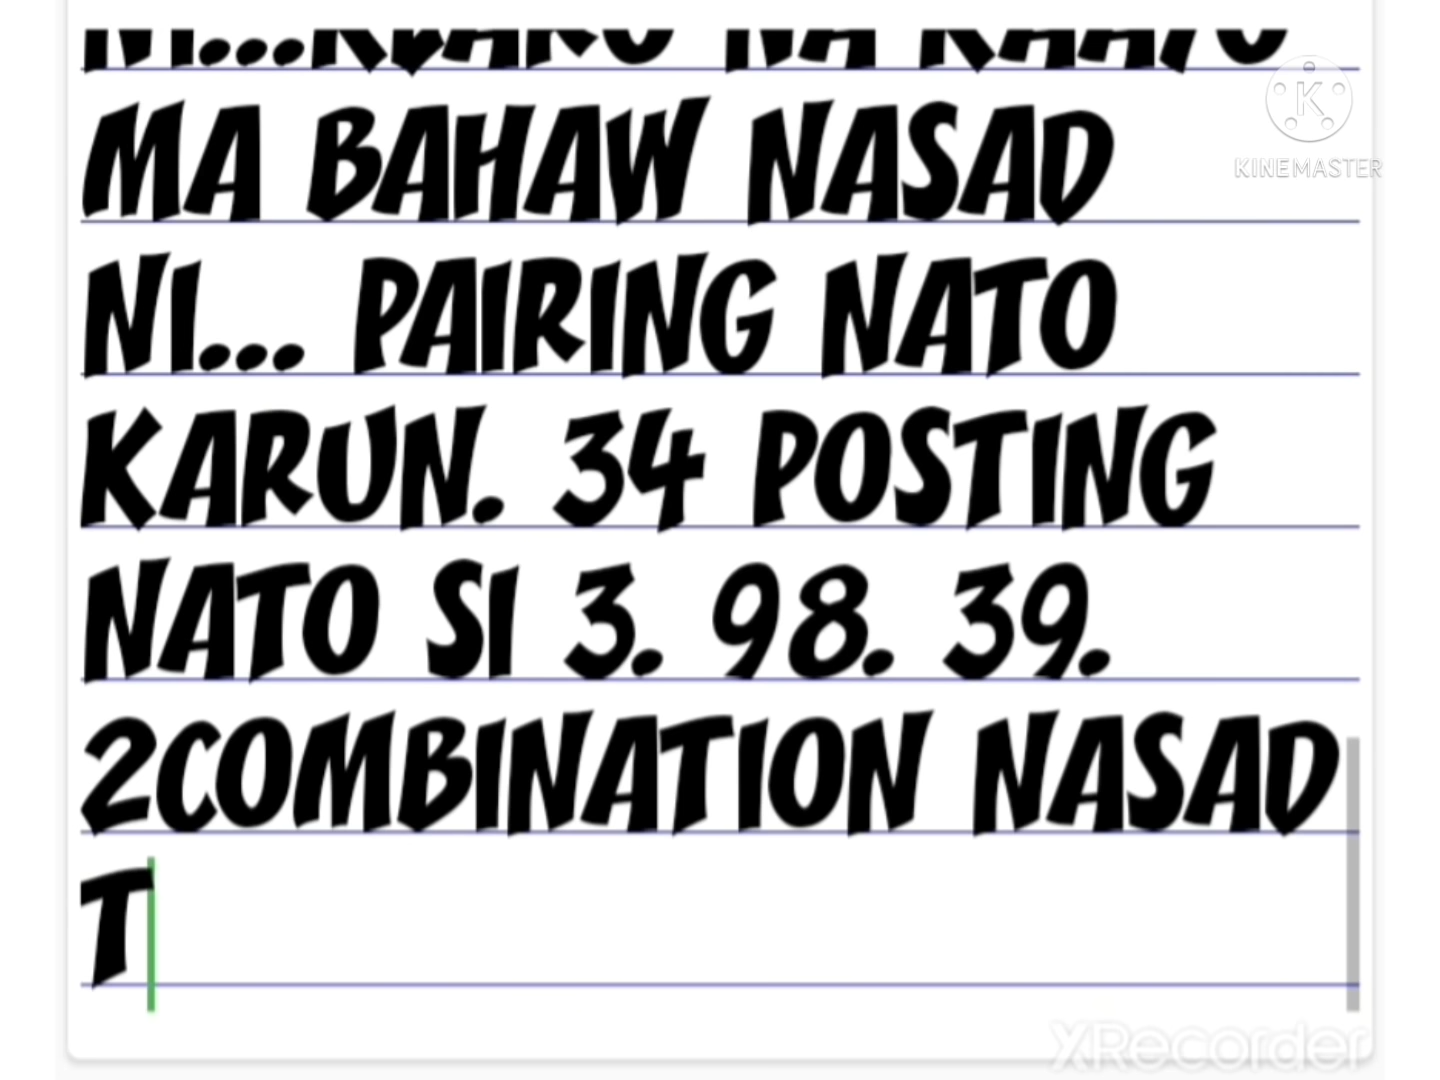 MA BAHAW NASAD
NI... PAIRING NATO
KARUN. 34 POSTING
NATO SI 3. 98. 39.
2COMBINATION NASAD
T
KINEMASTER
XRecorder